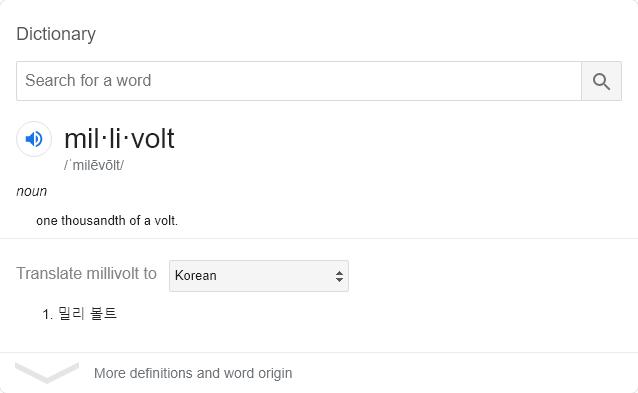 Dictionary
Search for a word
mil·li·volt
/ˈmilēvōlt/
noun
one thousandth of a volt.
Translate millivolt to Korean
1. 밀리 볼트
More definitions and word origin